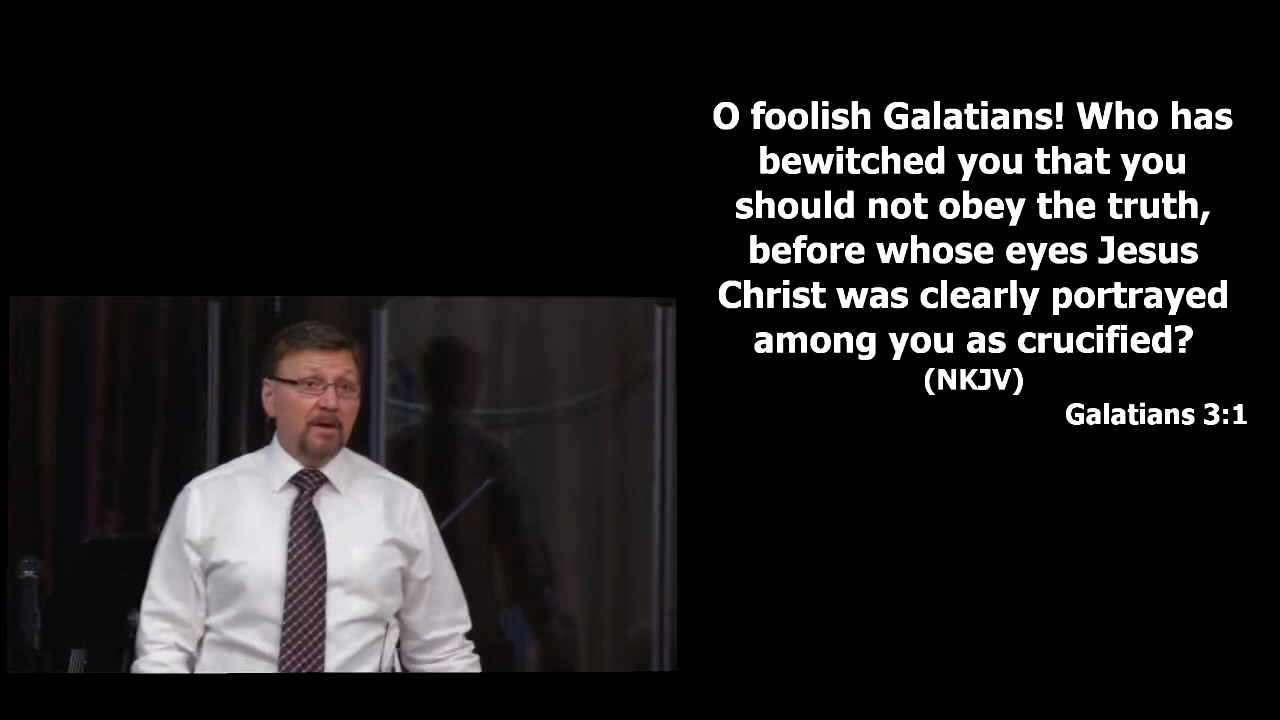 O foolish Galatians! Who has
bewitched you that you
should not obey the truth,
before whose eyes Jesus
Christ was clearly portrayed
among you as crucified?
(NKJV)
Galatians 3:1